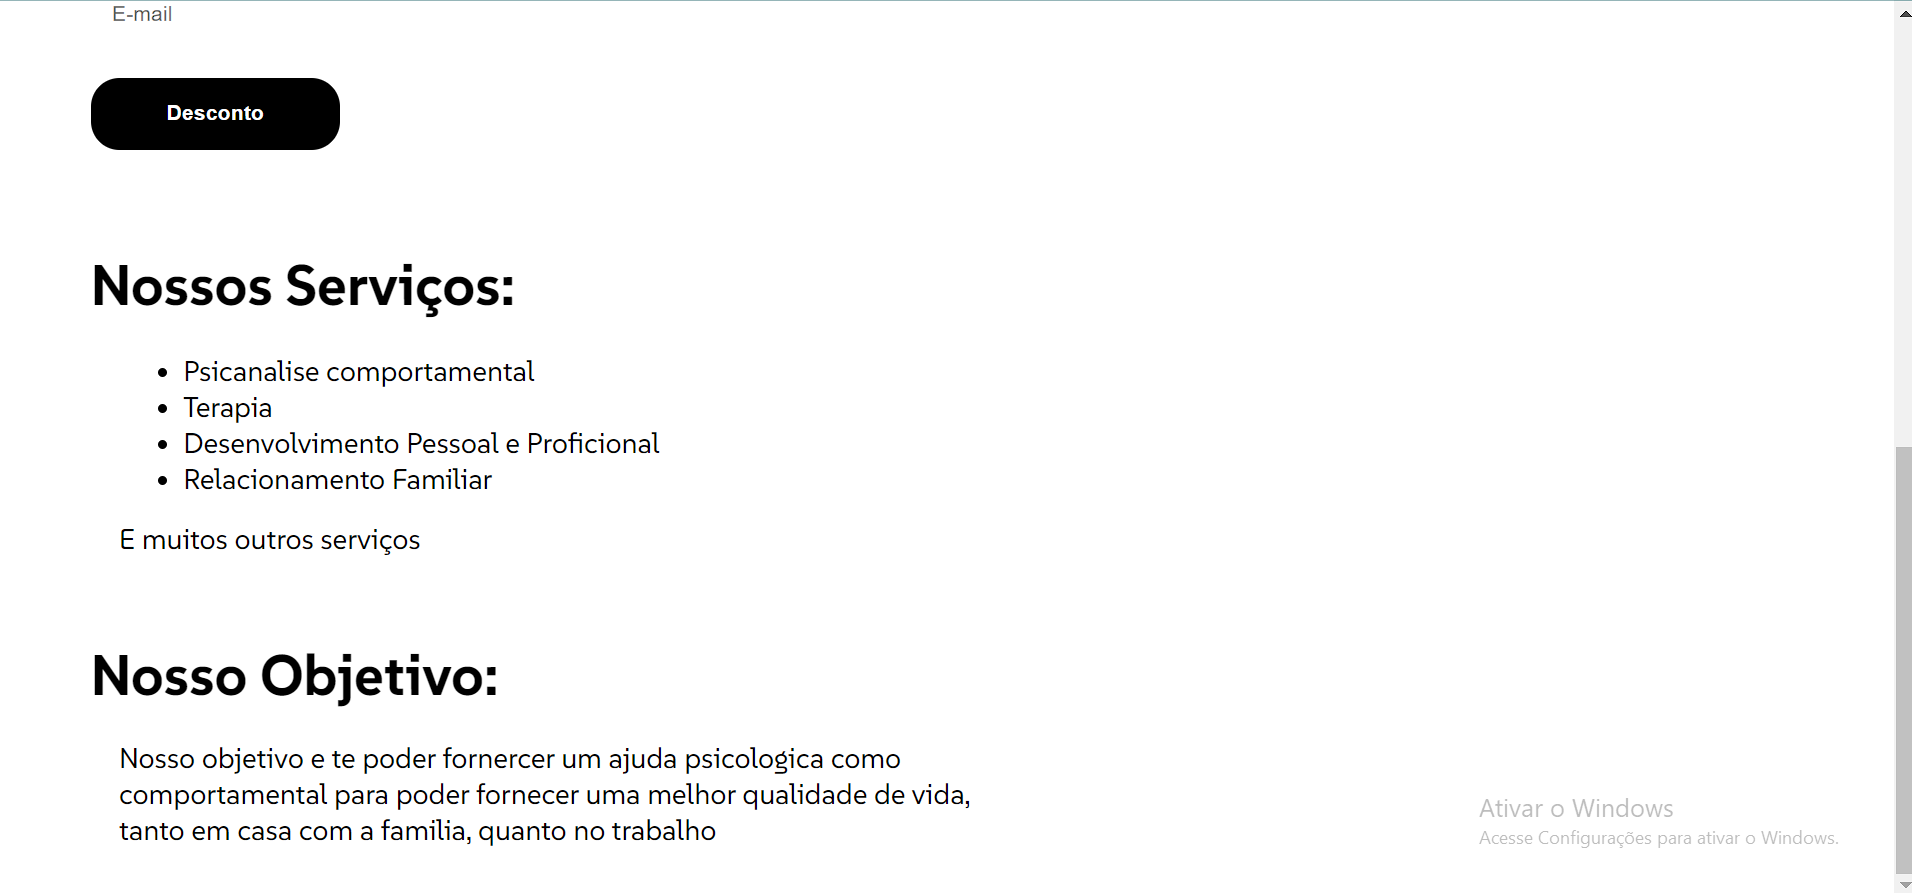 E-mail
Desconto
Nossos Serviços:
Psicanalise comportamental
Terapia
Desenvolvimento Pessoal e Proficional
Relacionamento Familiar
E muitos outros serviços
Nosso Objetivo:
Nosso objetivo e te poder fornercer um ajuda psicologica como
comportamental para poder fornecer uma melhor qualidade de vida,
tanto em casa com a familia, quanto no trabalho
Ativar o Windows
Acesse Configurações para ativar o Windows.